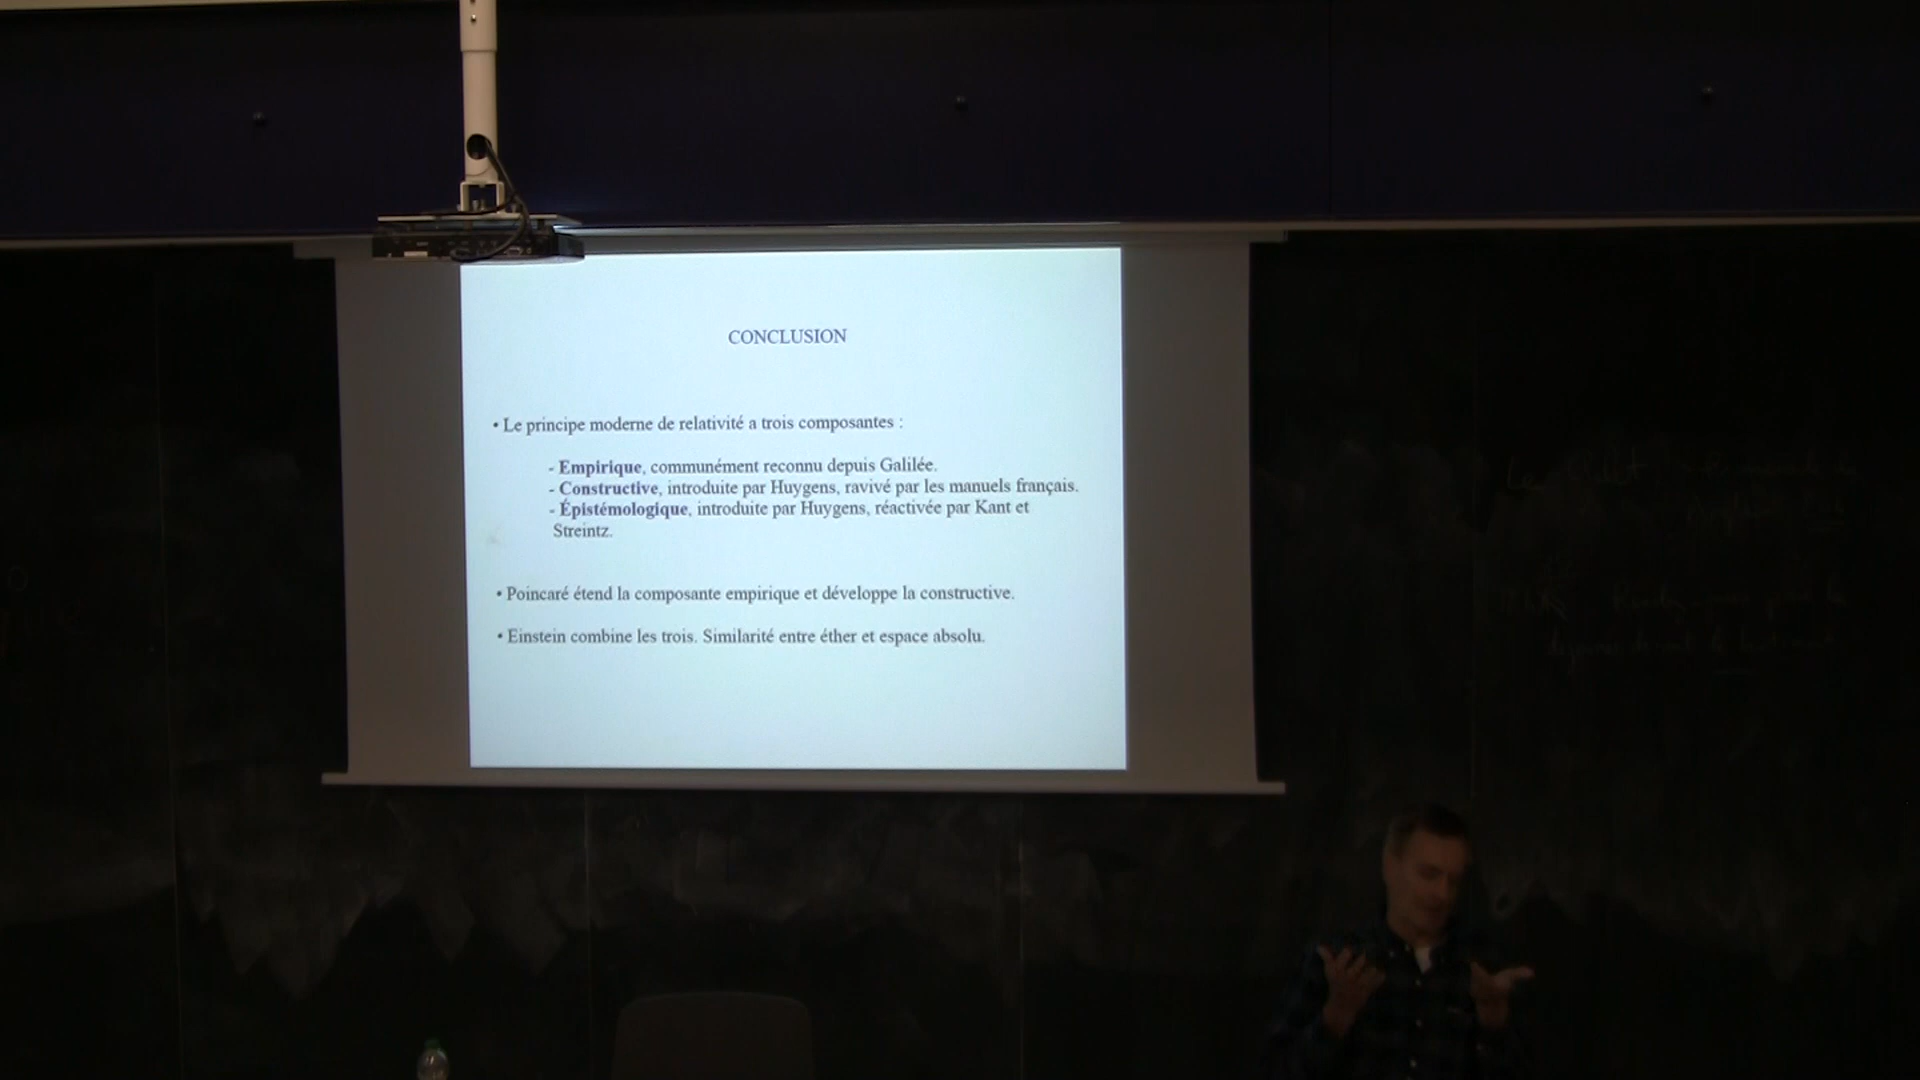 CONCLUSION
• Le principe moderne de relativité a trois composantes :
- Empirique, communément reconnu depuis Galilée.
- Constructive, introduite par Huygens, ravivé par les manuels français.
- Épistémologique, introduite par Huygens, réactivée par Kant et
Streintz.
• Poincaré étend la composante empirique et développe la constructive.
• Einstein combine les trois. Similarité entre éther et espace absolu.